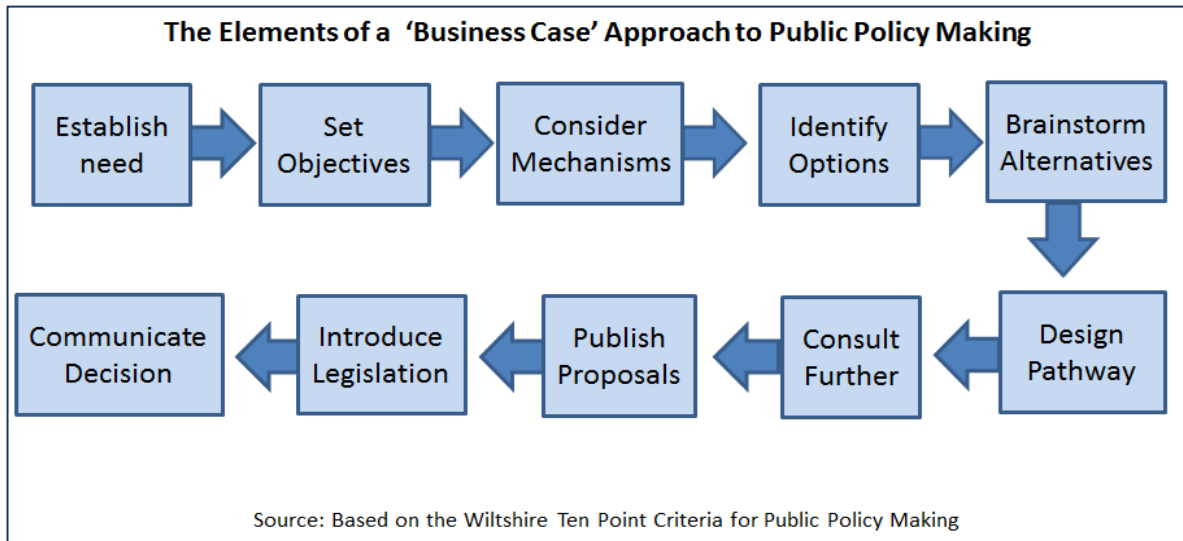 The Elements of a ‘Business Case’ Approach to Public Policy Making
Establish
need
Set
Objectives
Consider
Mechanisms
Identify
Options
Brainstorm
Alternatives
Design
Pathway
Consult
Further
Publish
Proposals
Introduce
Legislation
Communicate
Decision
Source: Based on the Wiltshire Ten Point Criteria for Public Policy Making